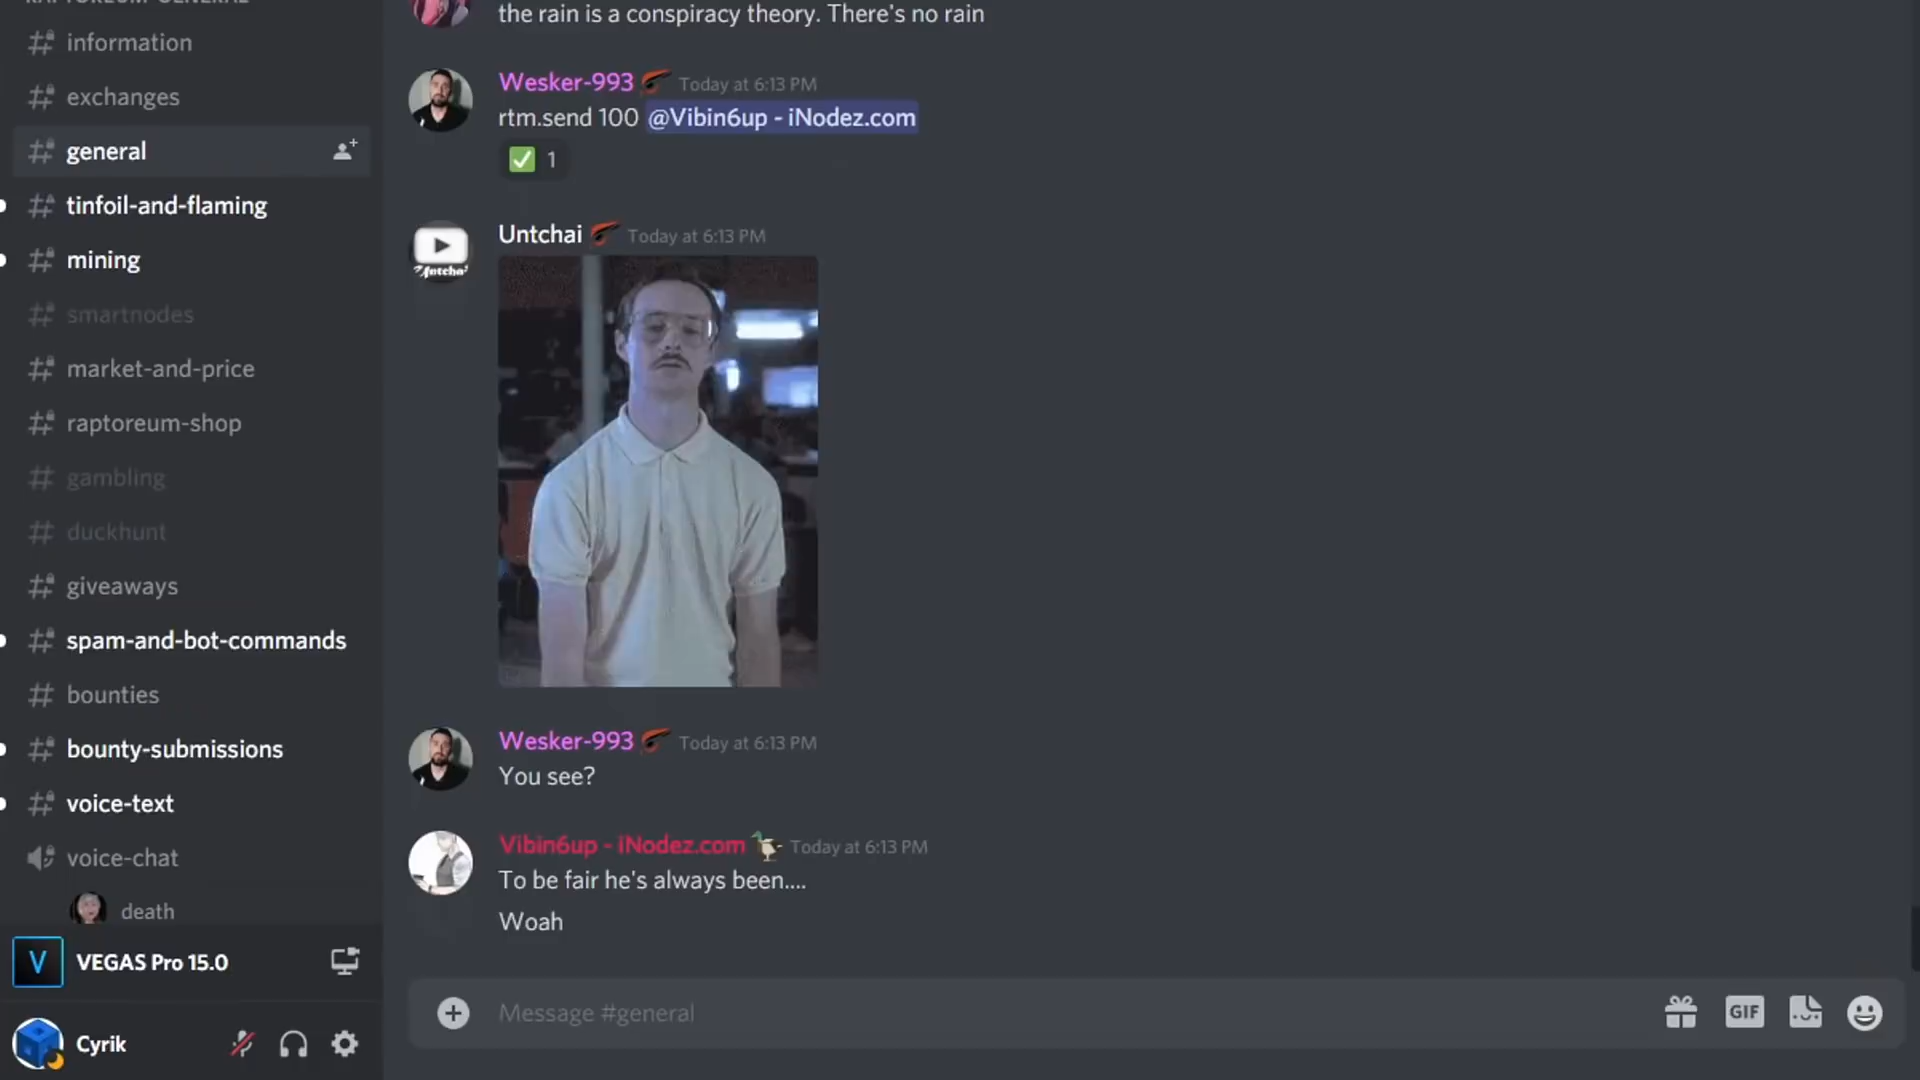 RAPTOREUM GENERAL
information
exchanges
general
tinfoil-and-flaming
mining
smartnodes
market-and-price
raptoreum-shop
gambling
duckhunt
giveaways
spam-and-bot-commands
bounties
bounty-submissions
voice-text
voice-chat
death
V VEGAS Pro 15.0
Cyrik
the rain is a conspiracy theory. There's no rain
Wesker-993 Today at 6:13 PM
rtm.send 100 @Vibin6up - iNodez.com
1
Untchai Today at 6:13 PM
Wesker-993 Today at 6:13 PM
You see?
Vibin6up - iNodez.com Today at 6:13 PM
To be fair he's always been....
Woah
Message #general
GIF